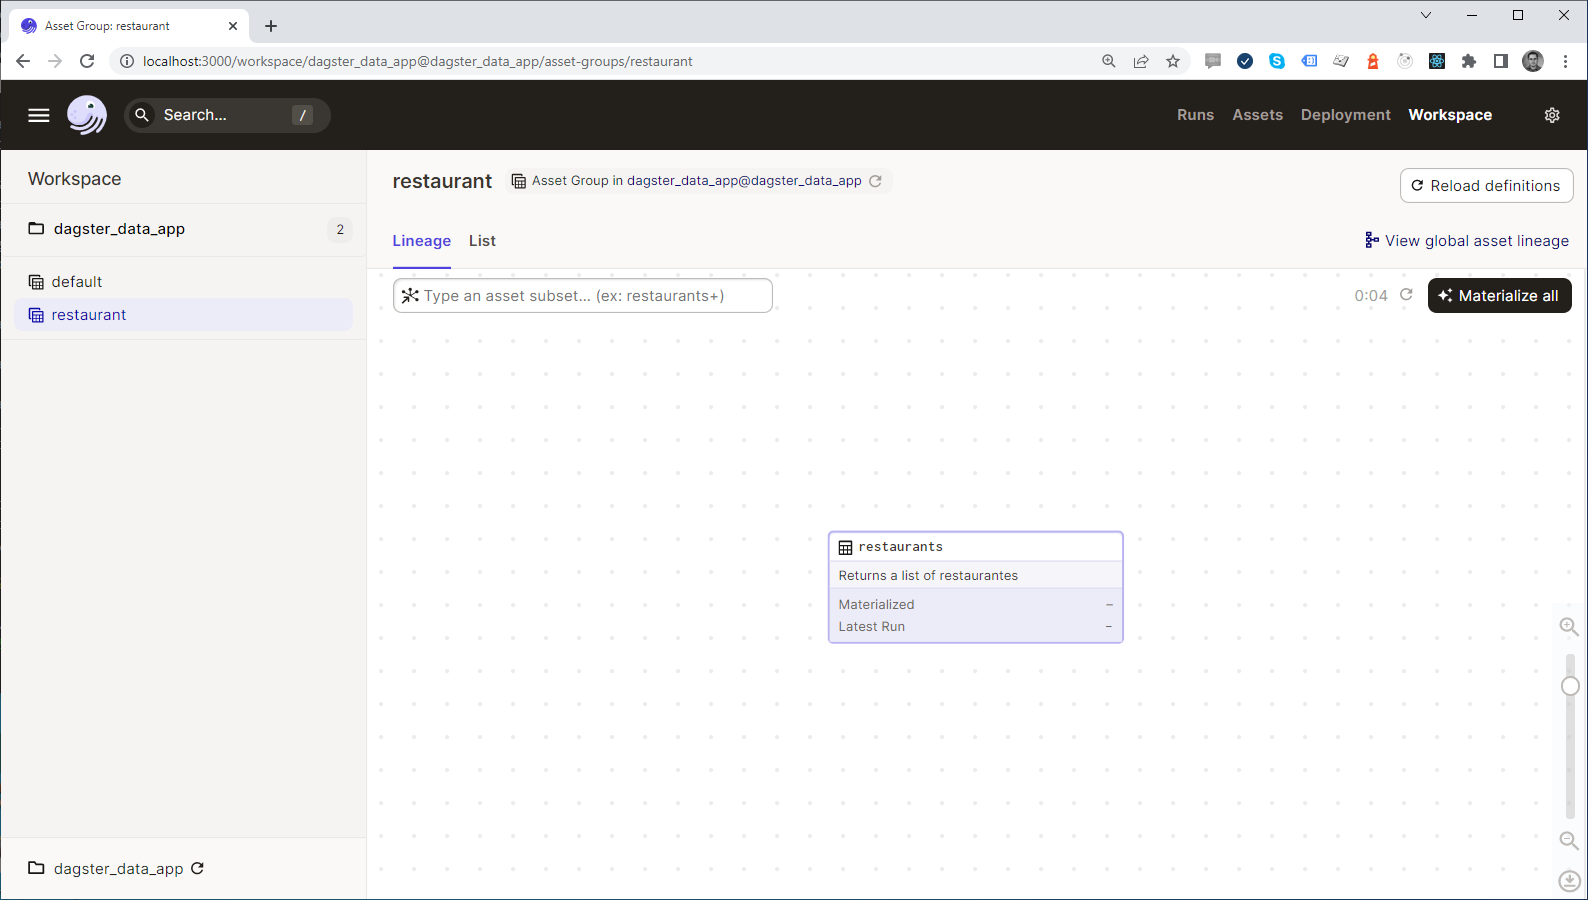 Asset Group: restaurant
localhost:3000/workspace/dagster_data_app@dagster_data_app/asset-groups/restaurant
Search... /
Runs Assets Deployment Workspace
Workspace
dagster_data_app 2
default
restaurant
dagster_data_app
restaurant Asset Group in dagster_data_app@dagster_data_app
Reload definitions
Lineage List
View global asset lineage
Type an asset subset... (ex: restaurants+)
0:04
Materialize all
restaurants
Returns a list of restaurantes
Materialized –
Latest Run –